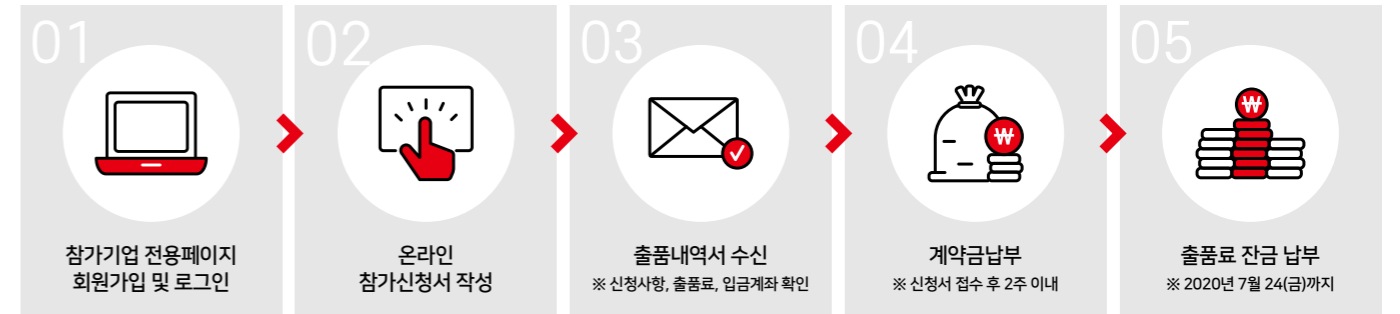 01
참가기업 전용페이지
회원가입 및 로그인
02
온라인
참가신청서 작성
03
출품내역서 수신
※ 신청사항, 출품료, 입금계좌 확인
04
₩
계약금납부
※ 신청서 접수 후 2주 이내
05
₩
출품료 잔금 납부
※ 2020년 7월 24(금)까지